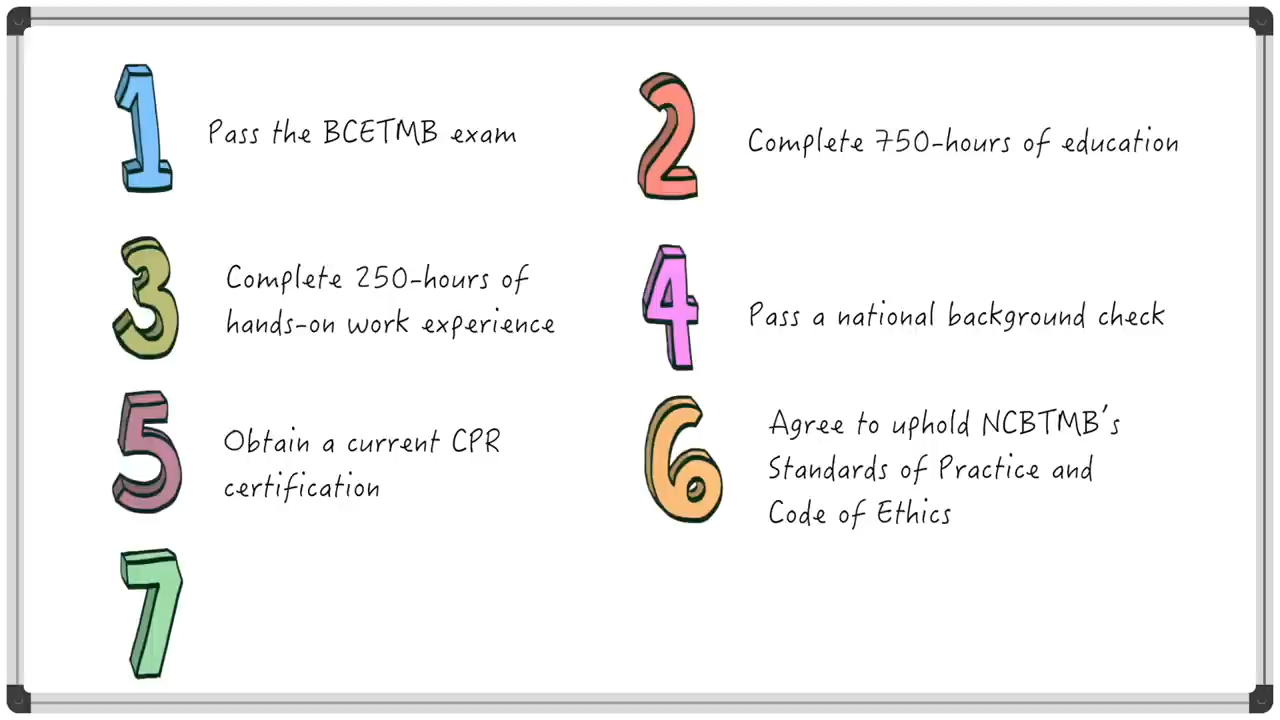 1
Pass the BCETMB exam
2
Complete 750-hours of education
3
Complete 250-hours of
hands-on work experience
4
Pass a national background check
5
Obtain a current CPR
certification
6
Agree to uphold NCBTMB's
Standards of Practice and
Code of Ethics
7